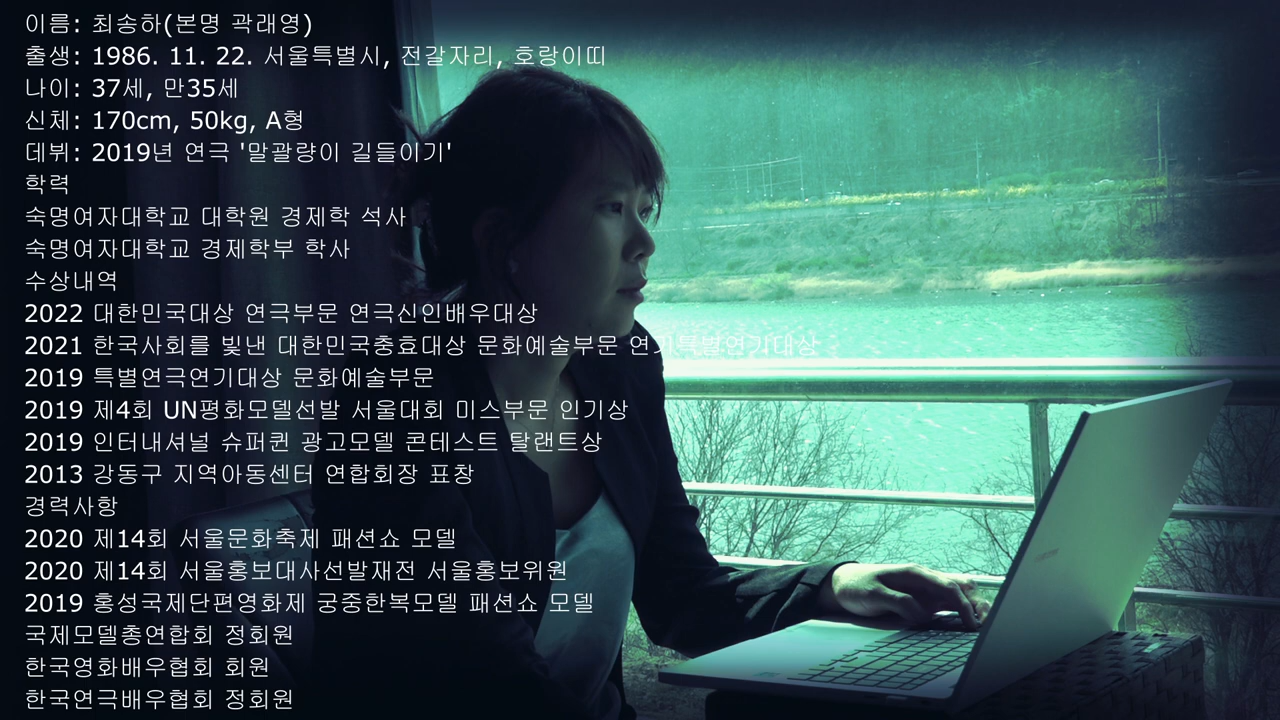 이름: 최송하(본명 곽래영)
출생: 1986. 11. 22. 서울특별시, 전갈자리, 호랑이띠
나이: 37세, 만35세
신체: 170cm, 50kg, A형
데뷔: 2019년 연극 '말괄량이 길들이기'
학력
숙명여자대학교 대학원 경제학 석사
숙명여자대학교 경제학부 학사
수상내역
2022 대한민국대상 연극부문 연극신인배우대상
2021 한국사회를 빛낸 대한민국충효대상 문화예술부문 연기특별연기대상
2019 특별연극연기대상 문화예술부문
2019 제4회 UN평화모델선발 서울대회 미스부문 인기상
2019 인터내셔널 슈퍼퀸 광고모델 콘테스트 탈랜트상
2013 강동구 지역아동센터 연합회장 표창
경력사항
2020 제14회 서울문화축제 패션쇼 모델
2020 제14회 서울홍보대사선발재전 서울홍보위원
2019 홍성국제단편영화제 궁중한복모델 패션쇼 모델
국제모델총연합회 정회원
한국영화배우협회 회원
한국연극배우협회 정회원